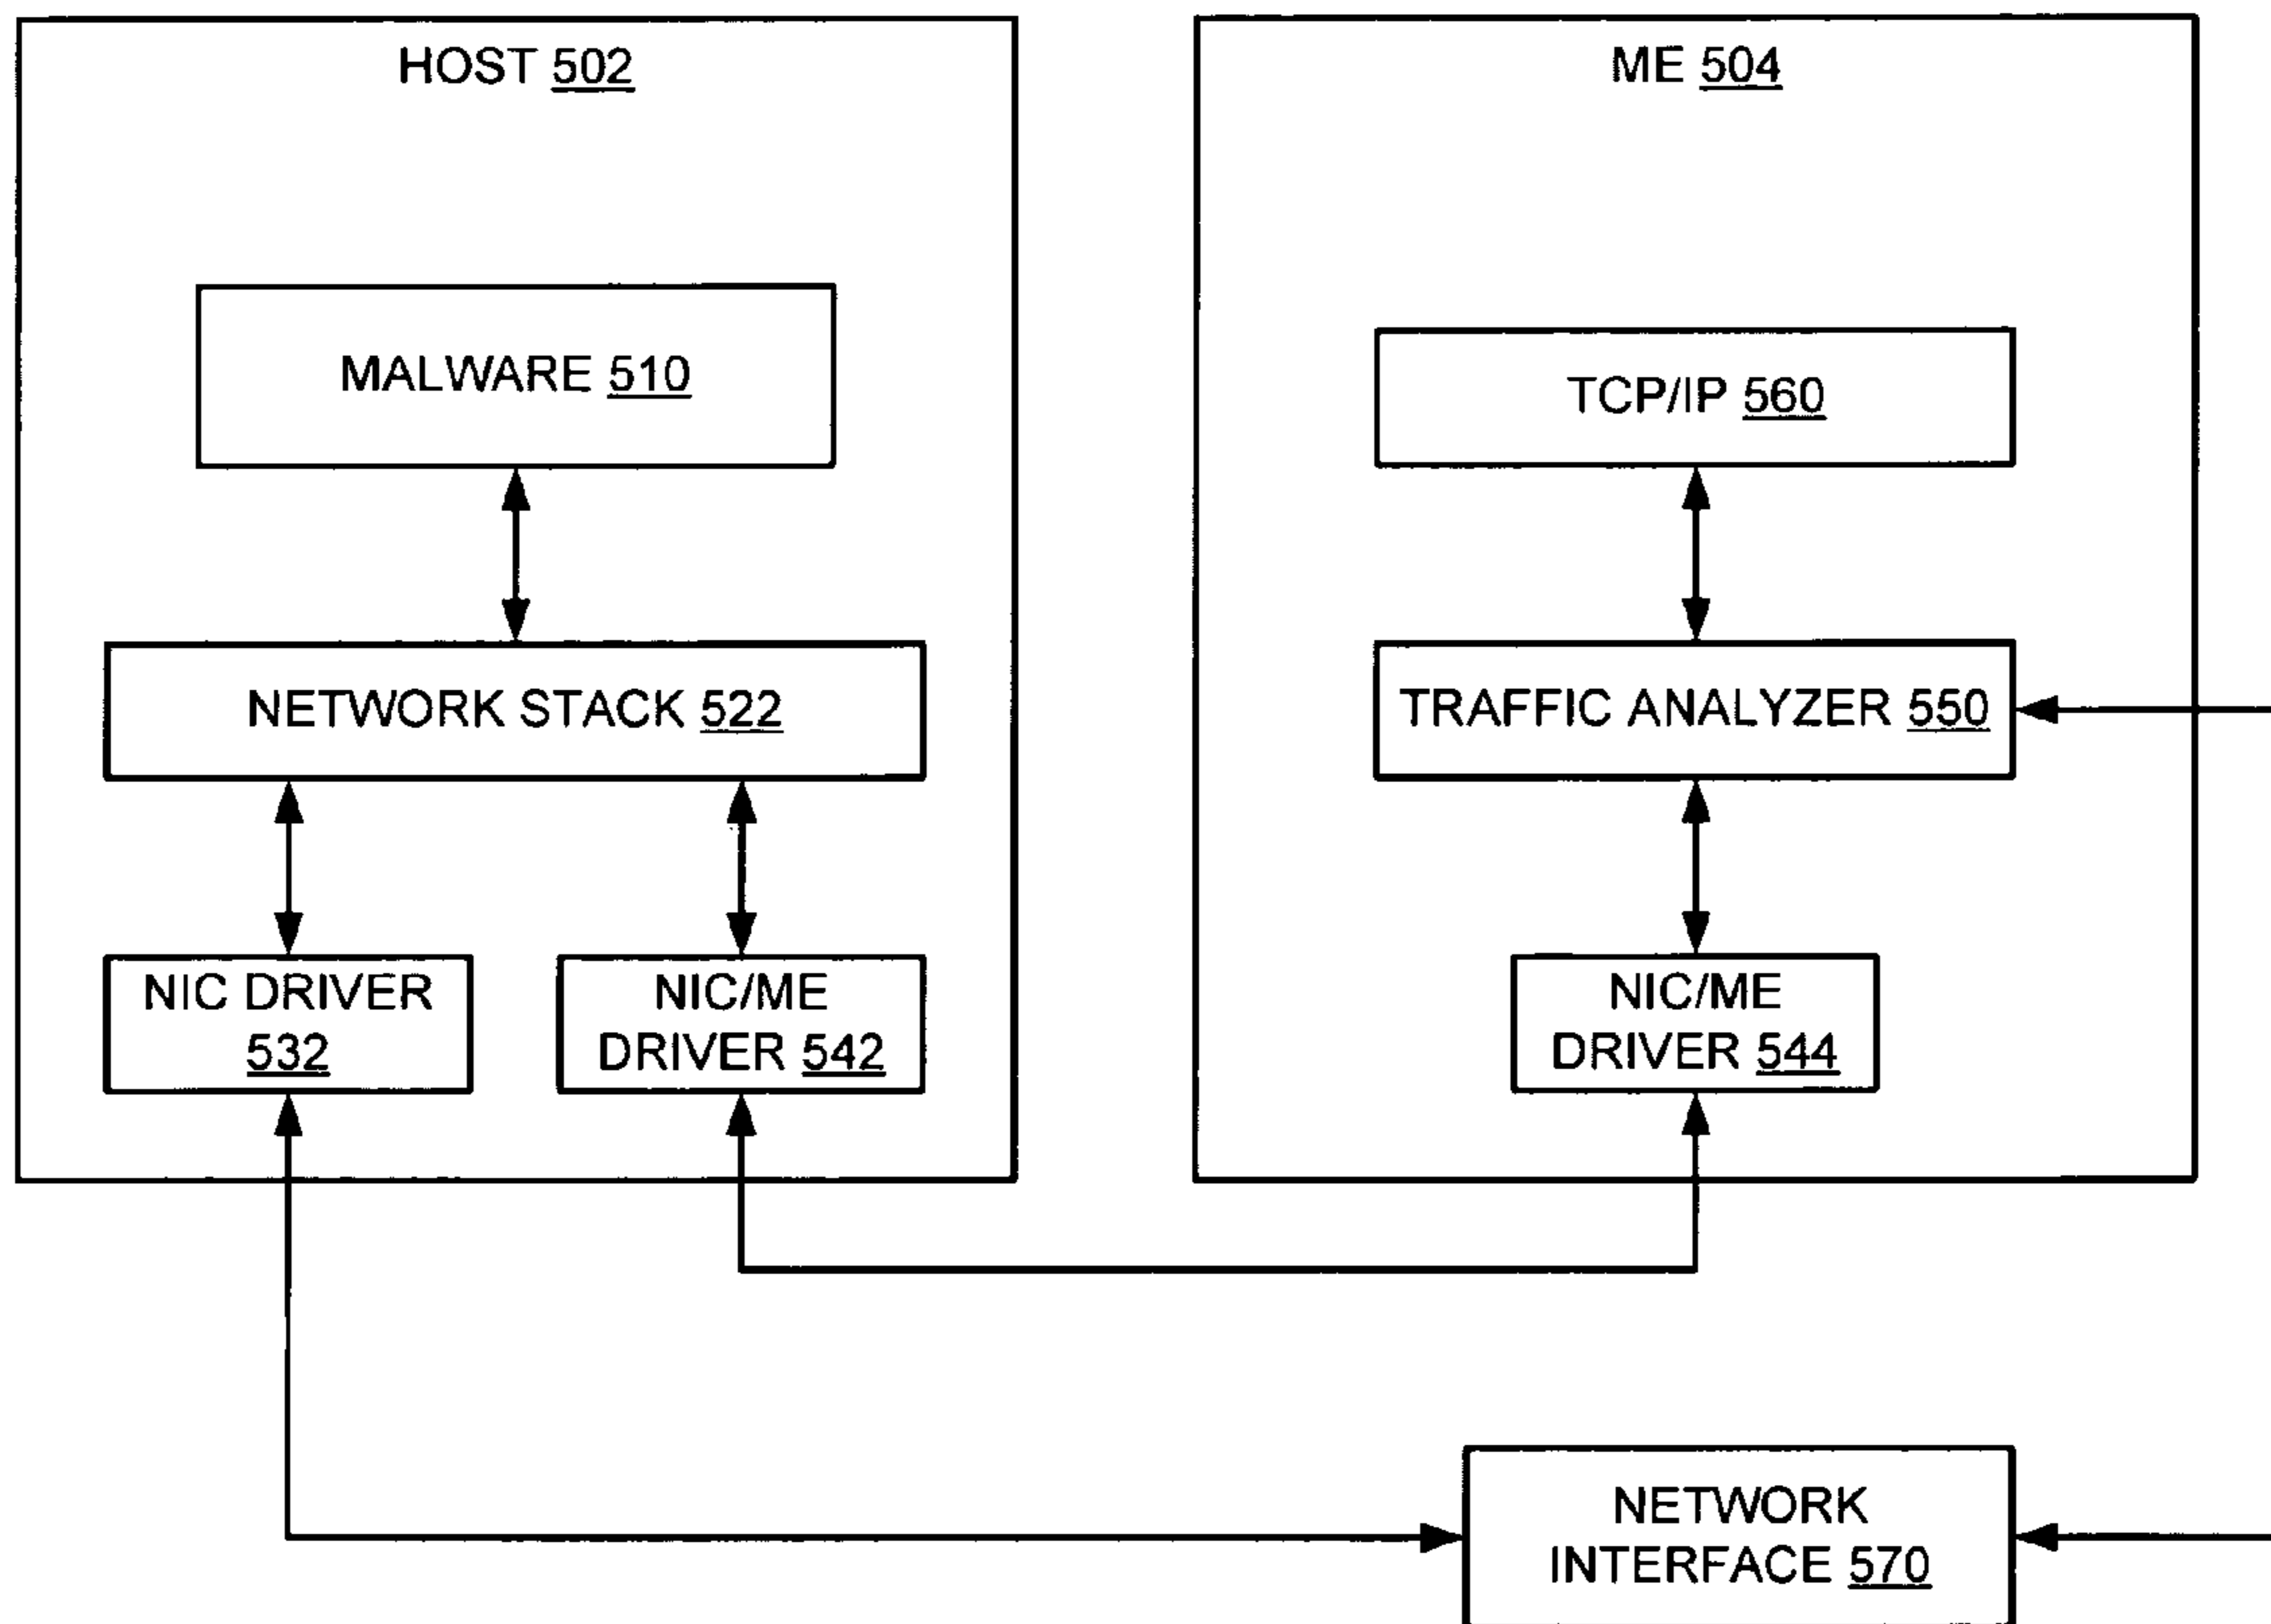 HOST 502
MALWARE 510
NETWORK STACK 522
NIC DRIVER
532
NIC/ME
DRIVER 542
ME 504
TCP/IP 560
TRAFFIC ANALYZER 550
NIC/ME
DRIVER 544
NETWORK
INTERFACE 570